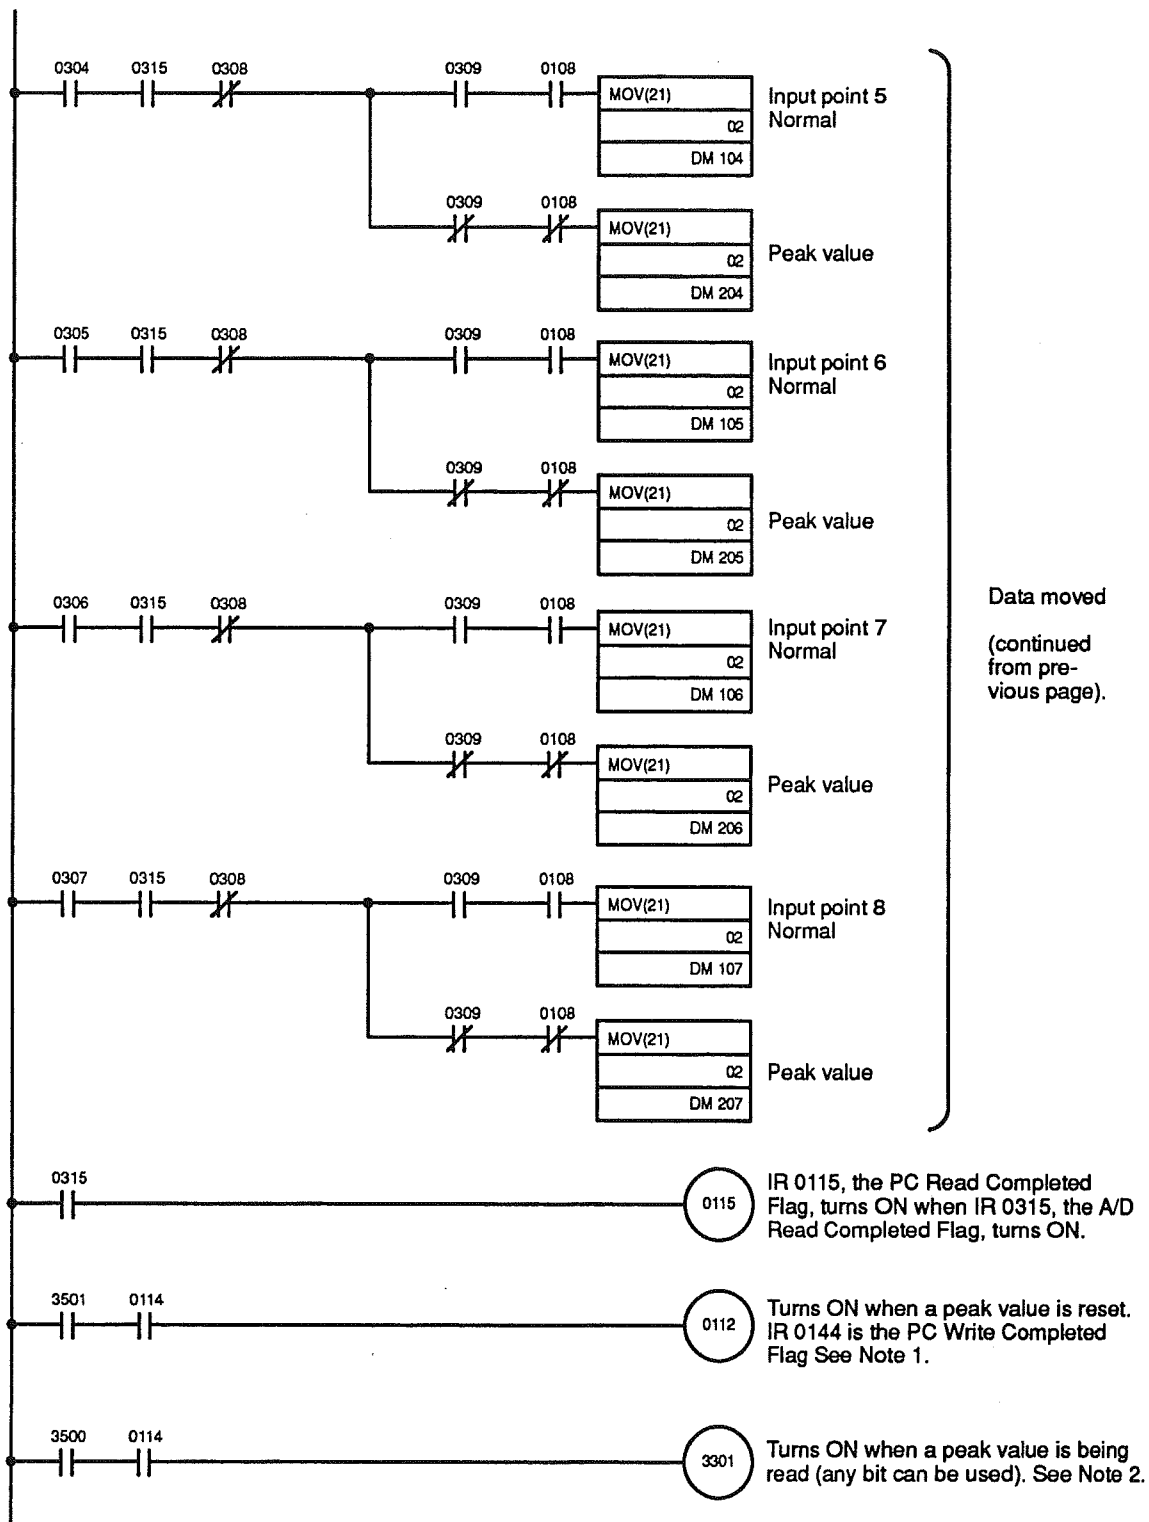 0304 0315 0308 0309 0108
MOV(21)
02
DM 104
Input point 5
Normal
0309 0108
MOV(21)
02
DM 204
Peak value
0305 0315 0308 0309 0108
MOV(21)
02
DM 105
Input point 6
Normal
0309 0108
MOV(21)
02
DM 205
Peak value
0306 0315 0308 0309 0108
MOV(21)
02
DM 106
Input point 7
Normal
0309 0108
MOV(21)
02
DM 206
Peak value
0307 0315 0308 0309 0108
MOV(21)
02
DM 107
Input point 8
Normal
0309 0108
MOV(21)
02
DM 207
Peak value
Data moved
(continued
from pre-
vious page).
0315
0115
IR 0115, the PC Read Completed
Flag, turns ON when IR 0315, the A/D
Read Completed Flag, turns ON.
3501 0114
0112
Turns ON when a peak value is reset.
IR 0144 is the PC Write Completed
Flag See Note 1.
3500 0114
3301
Turns ON when a peak value is being
read (any bit can be used). See Note 2.